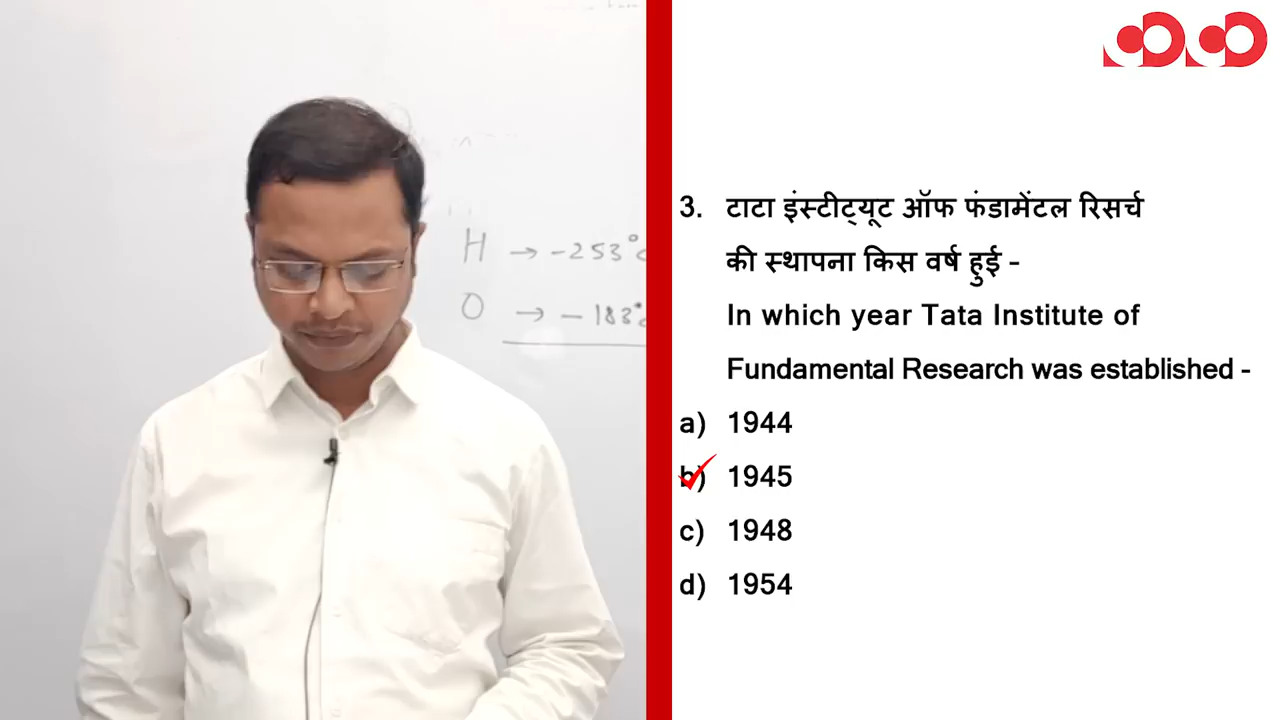 H → -253°
O → - 183°
3. टाटा इंस्टीट्यूट ऑफ फंडामेंटल रिसर्च
की स्थापना किस वर्ष हुई -
In which year Tata Institute of
Fundamental Research was established -
a) 1944
b) 1945
c) 1948
d) 1954